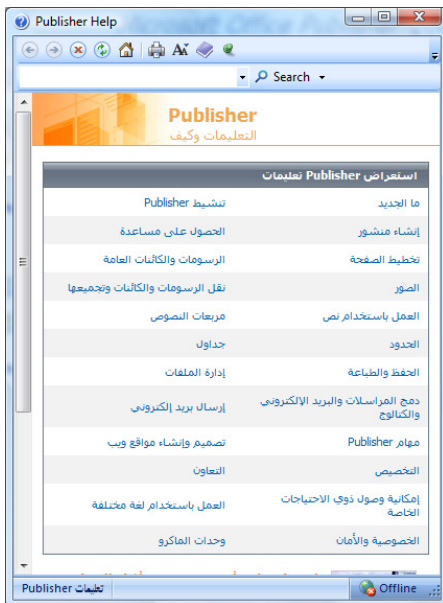 Publisher Help
Search
Publisher
التعليمات وكيف
استعراض Publisher تعليمات
ما الجديد
تنشيط Publisher
إنشاء منشور
الحصول على مساعدة
تخطيط الصفحة
الرسومات والكائنات العامة
الصور
نقل الرسومات والكائنات وتجميعها
العمل باستخدام نص
مربعات النصوص
الحدود
جداول
الحفظ والطباعة
إدارة الملفات
دمج المراسلات والبريد الإلكتروني
والكتالوج
إرسال بريد إلكتروني
مهام Publisher
تصميم وإنشاء مواقع ويب
التخصيص
التعاون
إمكانية وصول ذوي الاحتياجات
الخاصة
العمل باستخدام لغة مختلفة
الخصوصية والأمان
وحدات الماكرو
Publisher تعليمات
Offline